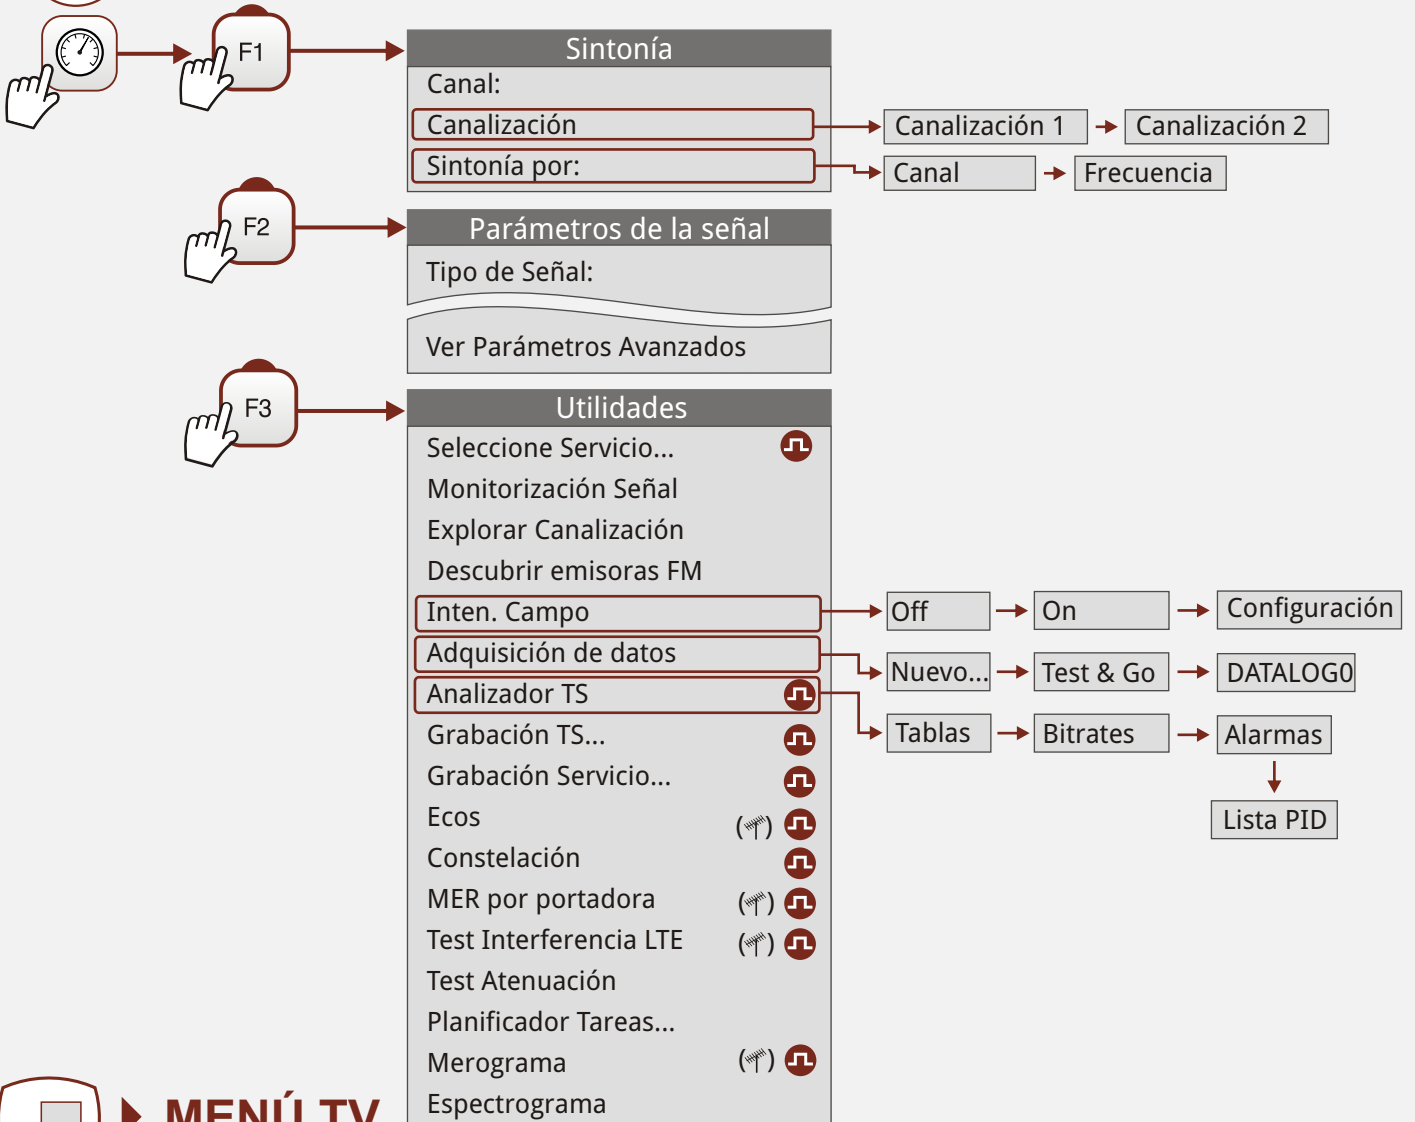 F1
Sintonía
Canal:
Canalización
Canalización 1
Canalización 2
Sintonía por:
Canal
Frecuencia
F2
Parámetros de la señal
Tipo de Señal:
Ver Parámetros Avanzados
F3
Utilidades
Seleccione Servicio...
Monitorización Señal
Explorar Canalización
Descubrir emisoras FM
Inten. Campo
Off
On
Configuración
Adquisición de datos
Nuevo...
Test & Go
DATALOG0
Analizador TS
Tablas
Bitrates
Alarmas
Lista PID
Grabación TS...
Grabación Servicio...
Ecos
Constelación
MER por portadora
Test Interferencia LTE
Test Atenuación
Planificador Tareas...
Merograma
Espectrograma
MENÚ TV